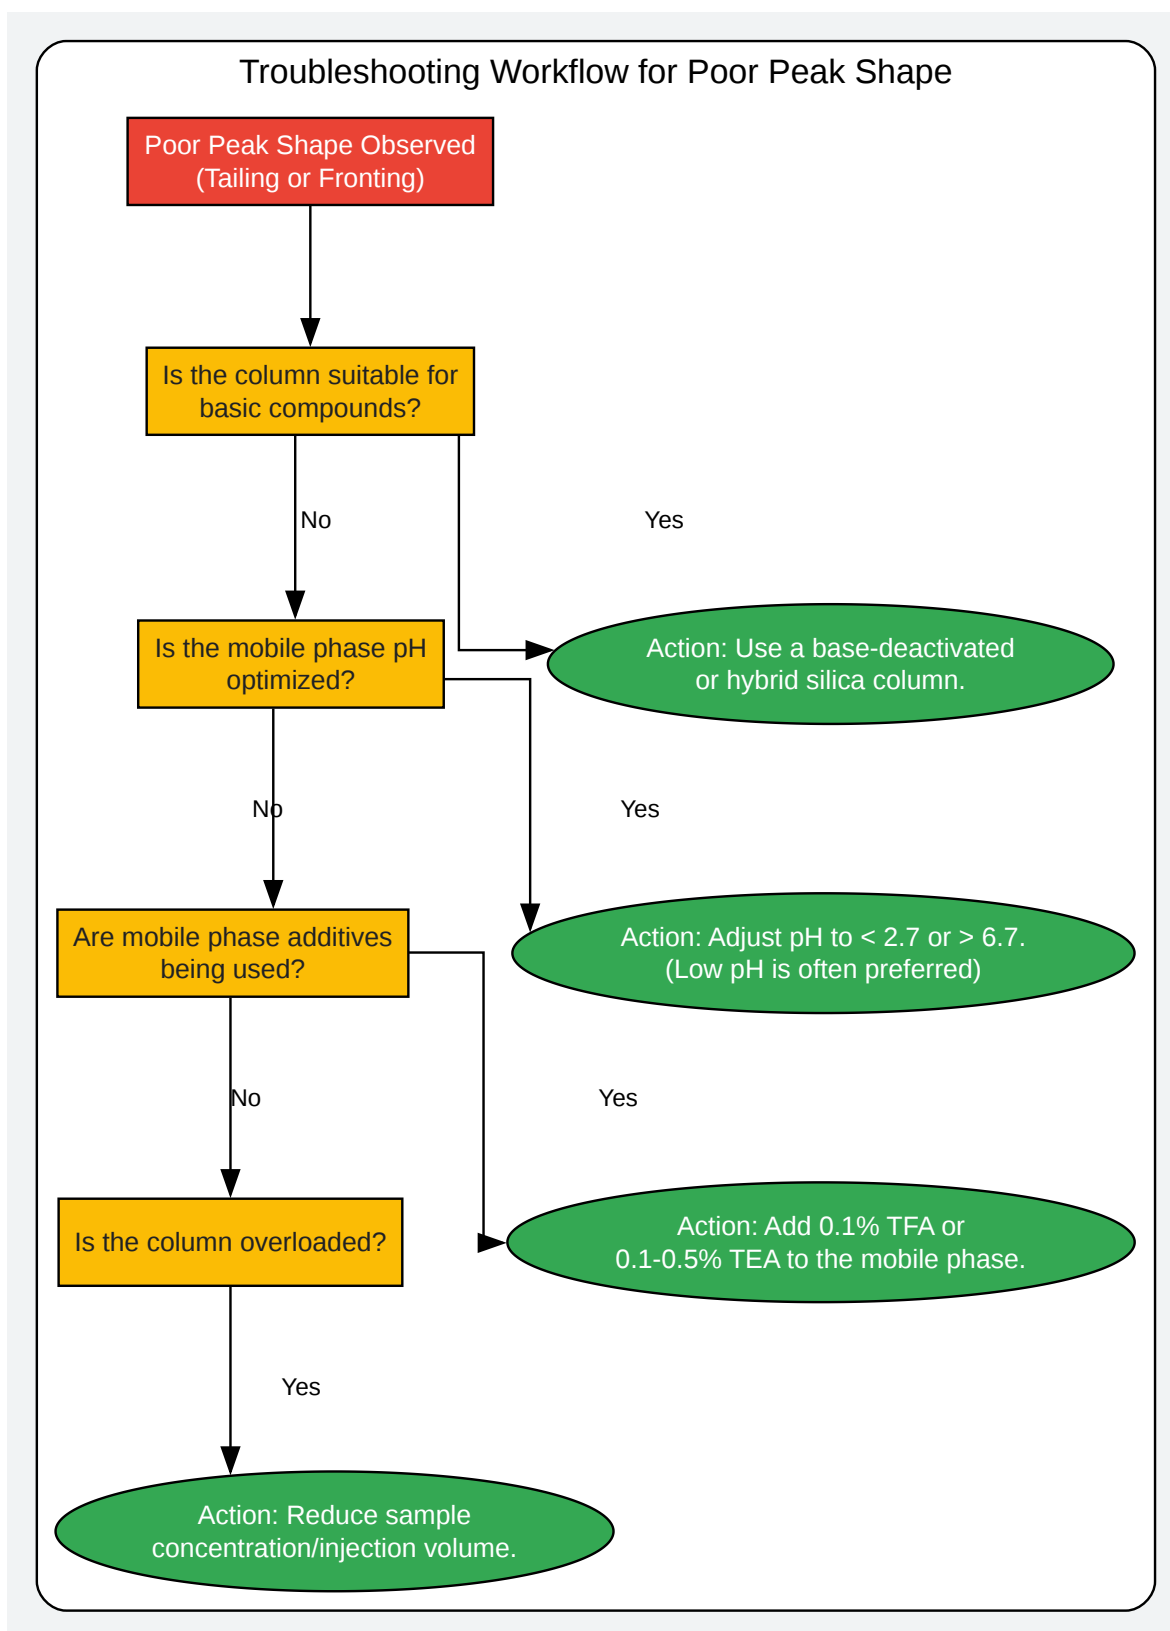 Troubleshooting Workflow for Poor Peak Shape
Poor Peak Shape Observed
(Tailing or Fronting)
Is the column suitable for
basic compounds?
No
Yes
Is the mobile phase pH
optimized?
Action: Use a base-deactivated
or hybrid silica column.
No
Yes
Are mobile phase additives
being used?
Action: Adjust pH to < 2.7 or > 6.7.
(Low pH is often preferred)
No
Yes
Is the column overloaded?
Action: Add 0.1% TFA or
0.1-0.5% TEA to the mobile phase.
Yes
Action: Reduce sample
concentration/injection volume.